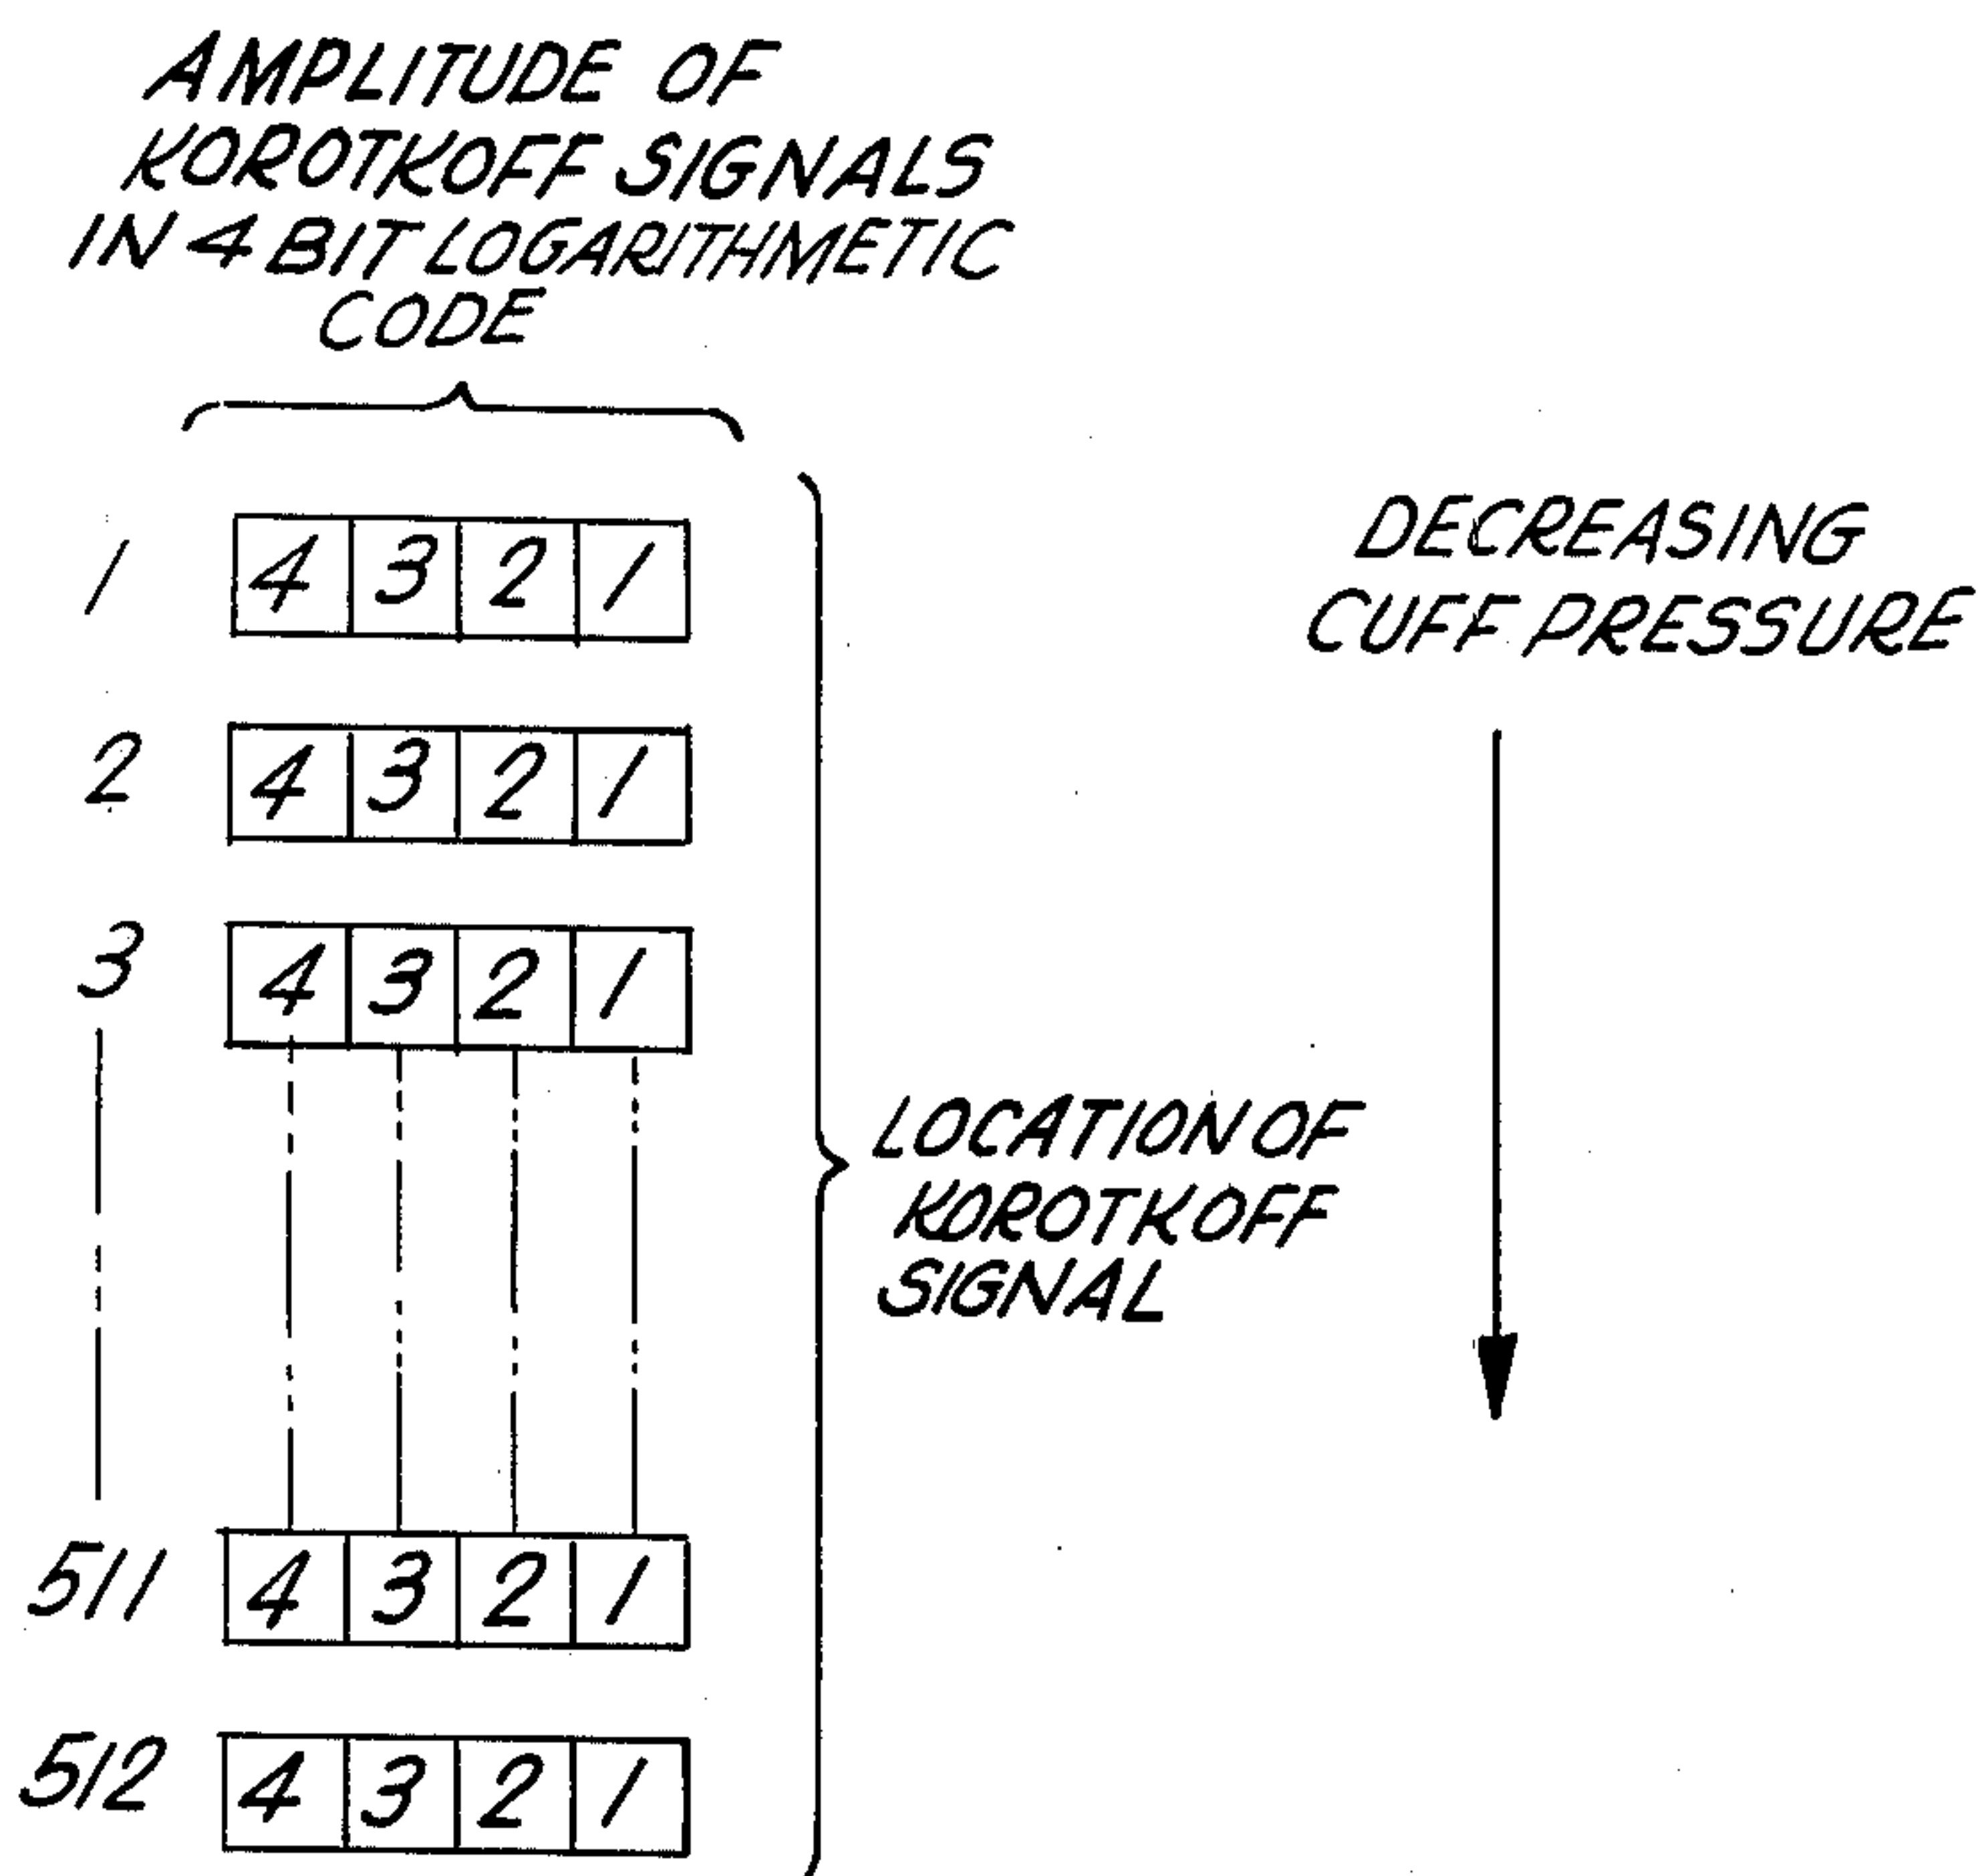 AMPLITUDE OF
KOROTKOFF SIGNALS
IN 4 BIT LOGARITHMETIC
CODE
1 4 3 2 1
DECREASING
CUFF PRESSURE
2 4 3 2 1
3 4 3 2 1
LOCATION OF
KOROTKOFF
SIGNAL
511 4 3 2 1
512 4 3 2 1